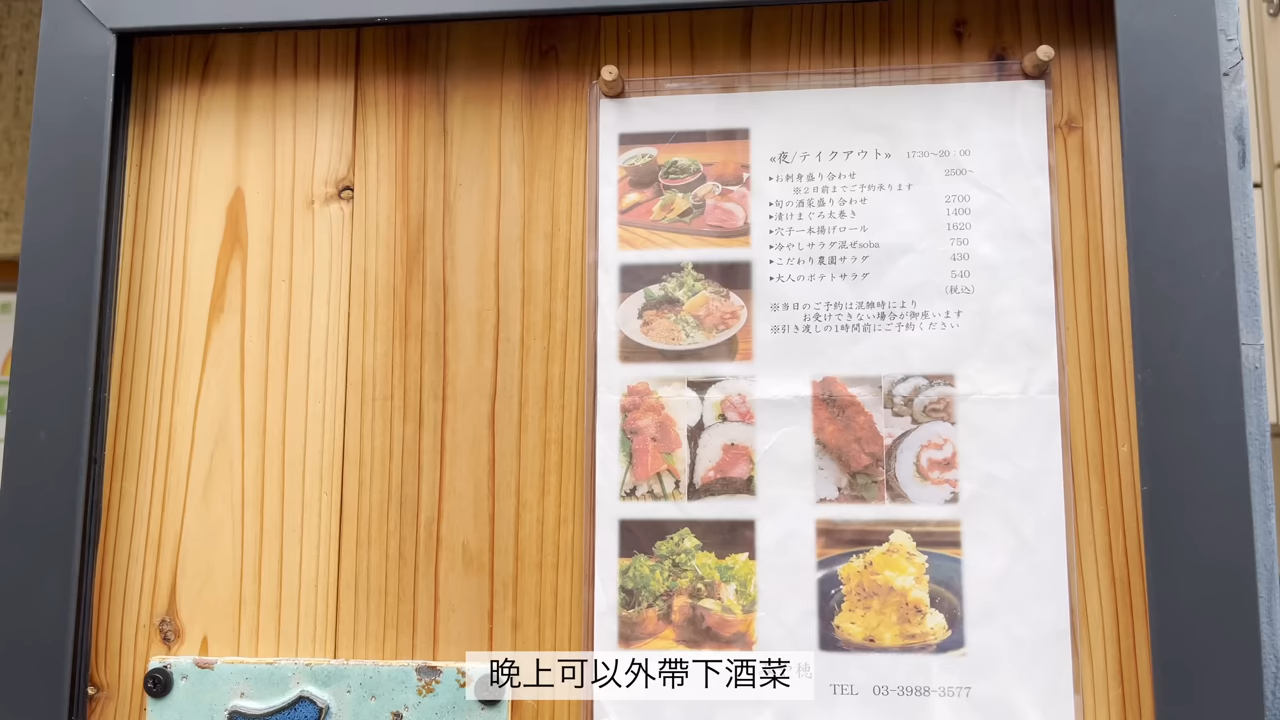 ≪夜/テイクアウト≫ 17:30～20:00
▶お刺身盛り合わせ 2500~
※２日前までご予約承ります
▶旬の酒菜盛り合わせ 2700
▶漬けまぐろ太巻き 1400
▶穴子一本揚げロール 1620
▶冷やしサラダ混ぜsoba 750
▶こだわり農園サラダ 430
▶大人のポテトサラダ 540
(税込)
※当日のご予約は混雑時により
お受けできない場合が御座います
※引き渡しの1時間前にご予約ください
穂
TEL 03-3988-3577
晚上可以外帶下酒菜